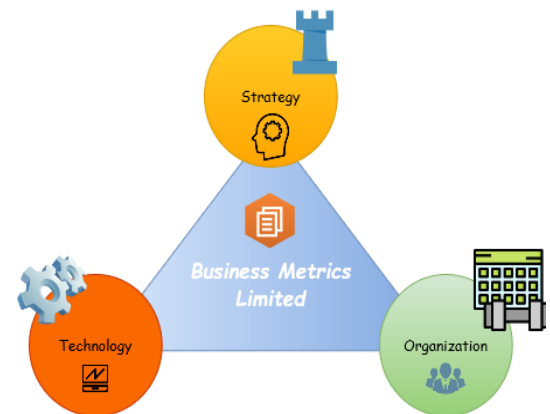 Strategy
Business Metrics
Limited
Technology
Organization